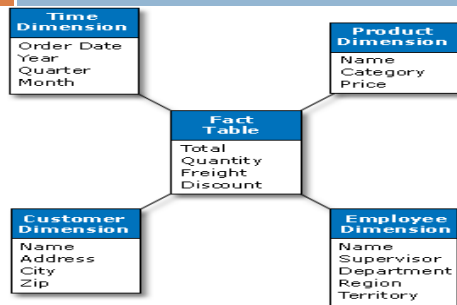 Time
Dimension
Order Date
Year
Quarter
Month
Product
Dimension
Name
Category
Price
Fact
Table
Total
Quantity
Freight
Discount
Customer
Dimension
Name
Address
City
Zip
Employee
Dimension
Name
Supervisor
Department
Region
Territory